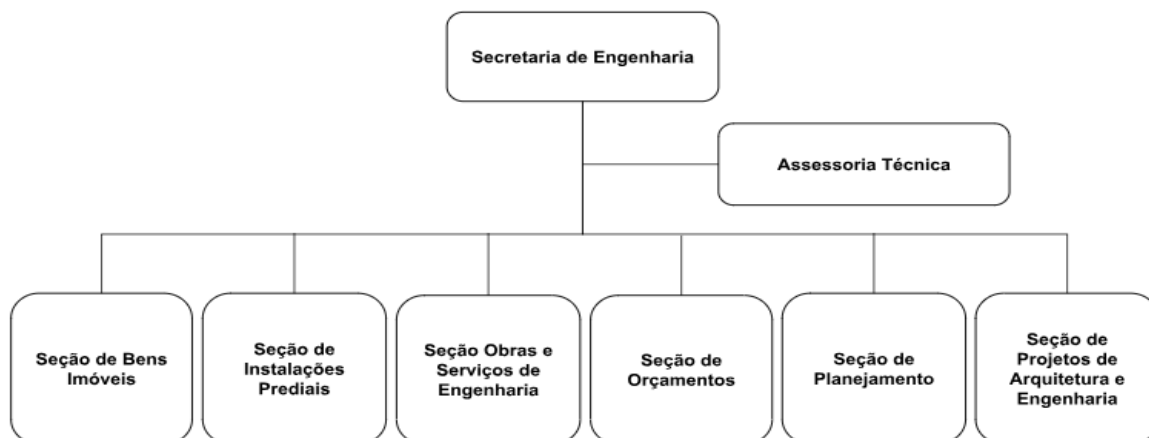 Secretaria de Engenharia
Assessoria Técnica
Seção de Bens
Imóveis
Seção de
Instalações
Prediais
Seção Obras e
Serviços de
Engenharia
Seção de
Orçamentos
Seção de
Planejamento
Seção de
Projetos de
Arquitetura e
Engenharia